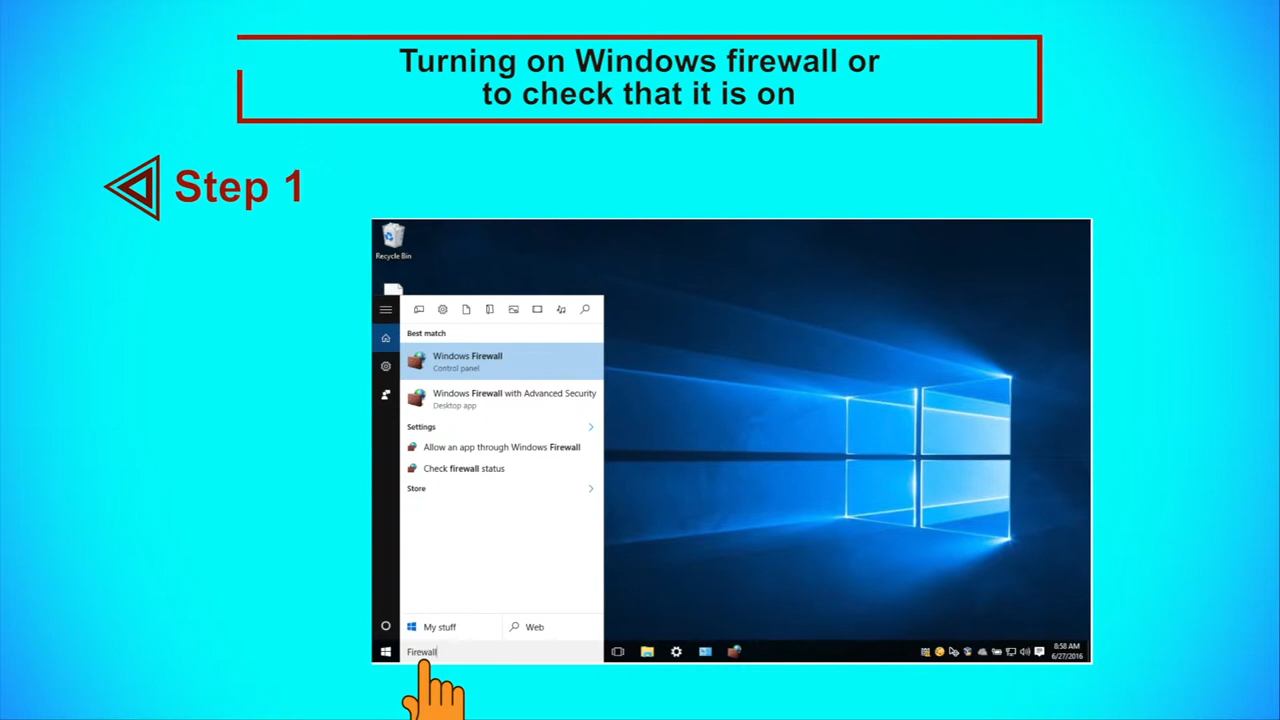 Turning on Windows firewall or
to check that it is on
Step 1
Recycle Bin
Best match
Windows Firewall
Control panel
Windows Firewall with Advanced Security
Desktop app
Settings
Allow an app through Windows Firewall
Check firewall status
Store
My stuff
Web
Firewall
8:58 AM
6/27/2016